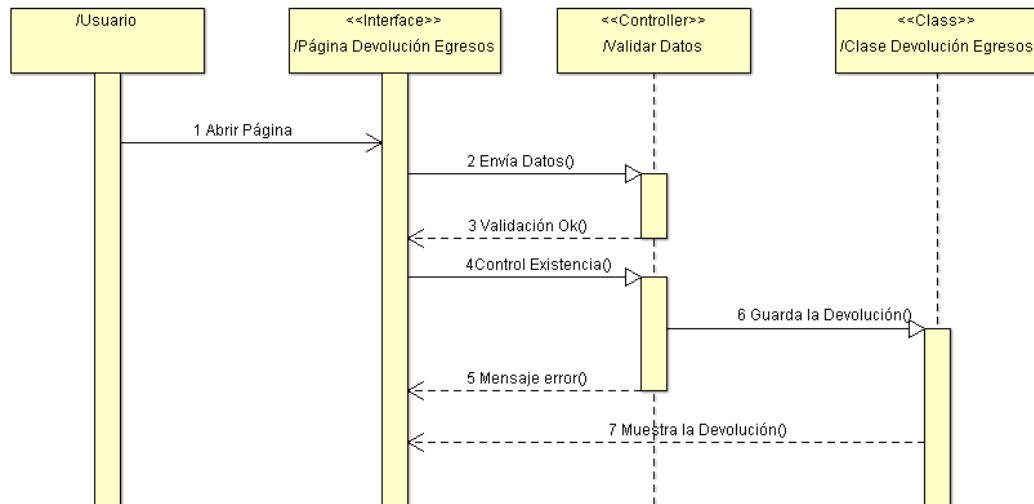 /Usuario
<<Interface>>
/Página Devolución Egresos
<<Controller>>
/Validar Datos
<<Class>>
/Clase Devolución Egresos
1 Abrir Página
2 Envía Datos()
3 Validación Ok()
4Control Existencia()
6 Guarda la Devolución()
5 Mensaje error()
7 Muestra la Devolución()